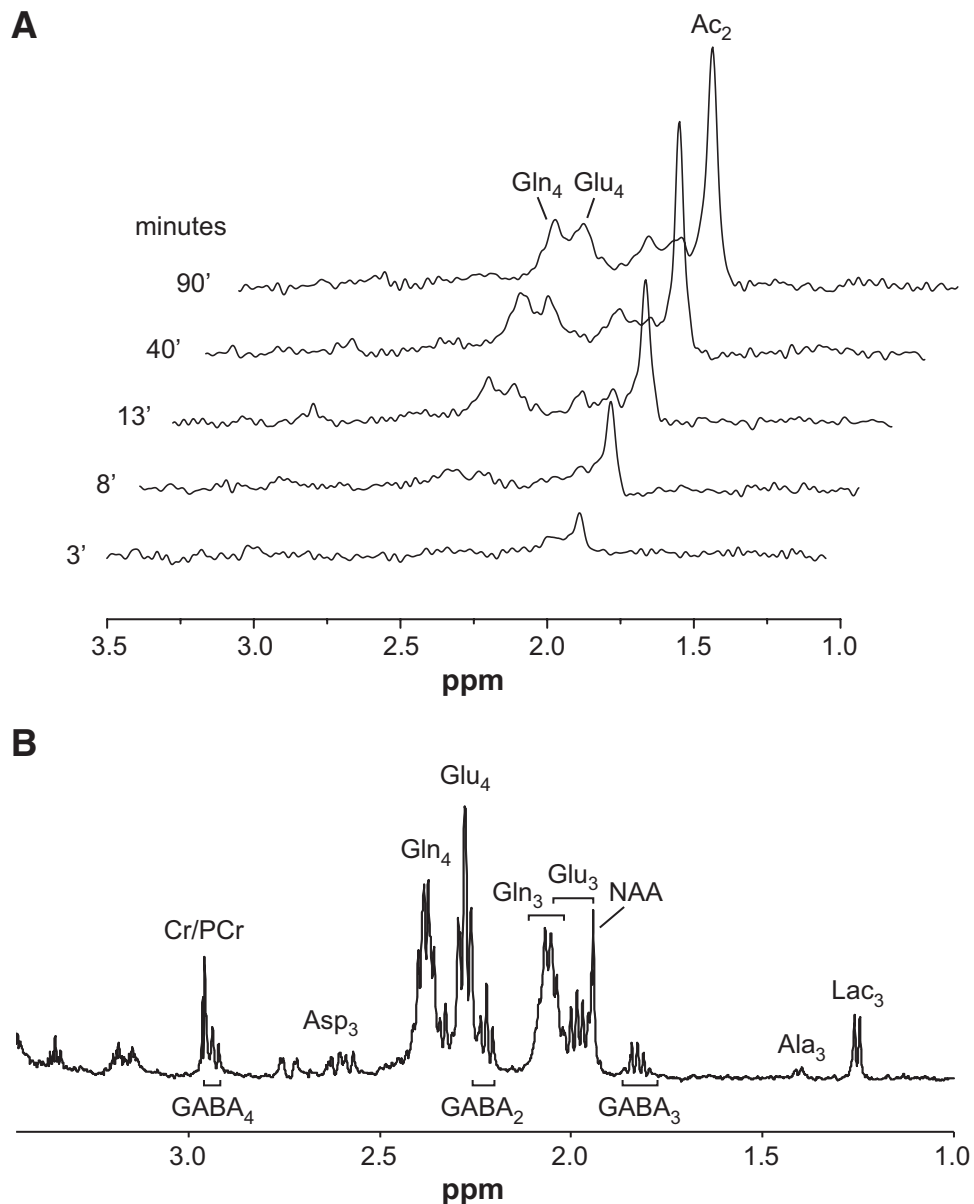 A
Ac₂
Gln₄ Glu₄
minutes
90’
40’
13’
8’
3’
3.5 3.0 2.5 2.0 1.5 1.0
ppm
B
Glu₄
Gln₄
Glu₃
Gln₃ NAA
Cr/PCr
Asp₃
Lac₃
Ala₃
GABA₄ GABA₂ GABA₃
3.0 2.5 2.0 1.5 1.0
ppm